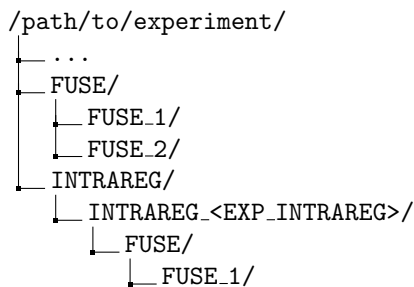 /path/to/experiment/
...
FUSE/
FUSE_1/
FUSE_2/
INTRAREG/
INTRAREG_<EXP_INTRAREG>/
FUSE/
FUSE_1/